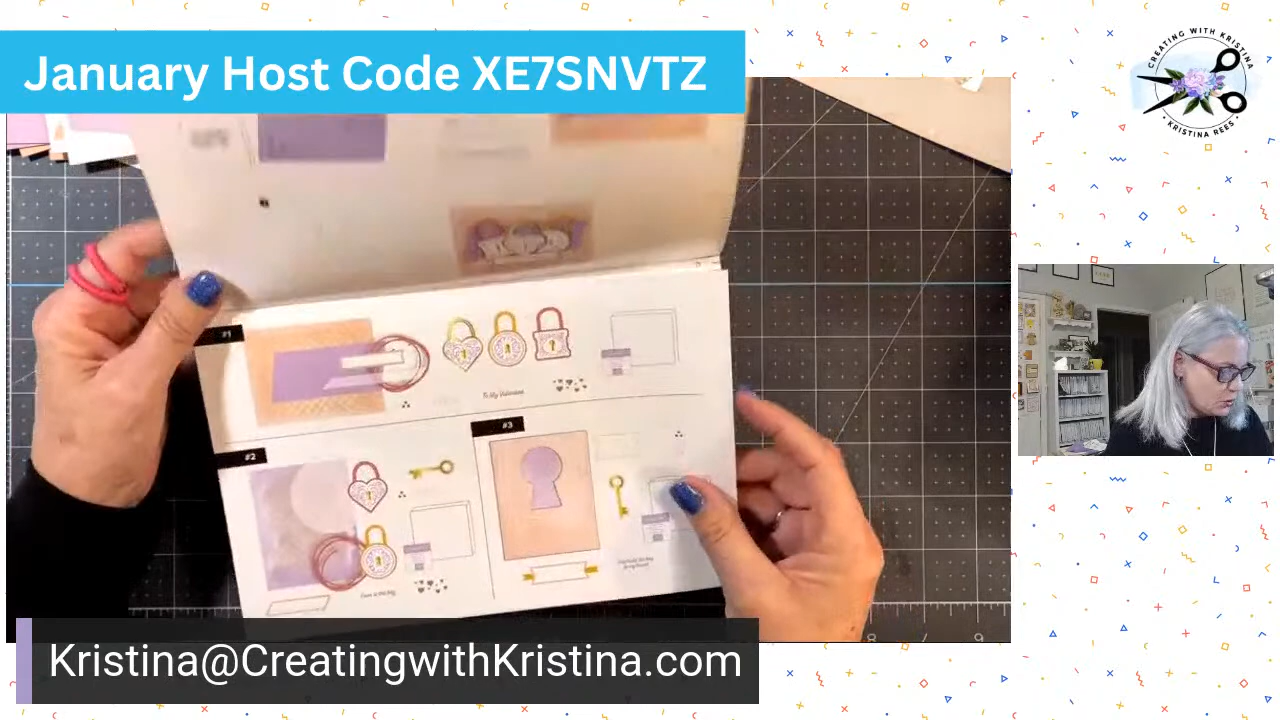 January Host Code XE7SNVTZ
CREATING WITH KRISTINA
• KRISTINA REES •
#1
To My Valentine
#2
#3
Kristina@CreatingwithKristina.com